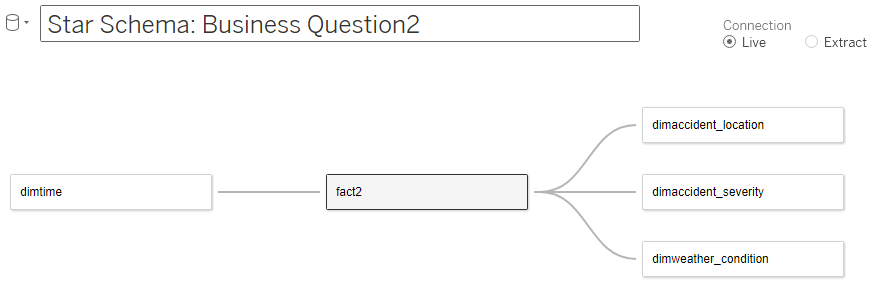 Star Schema: Business Question2
Connection
Live
Extract
dimtime
fact2
dimaccident_location
dimaccident_severity
dimweather_condition